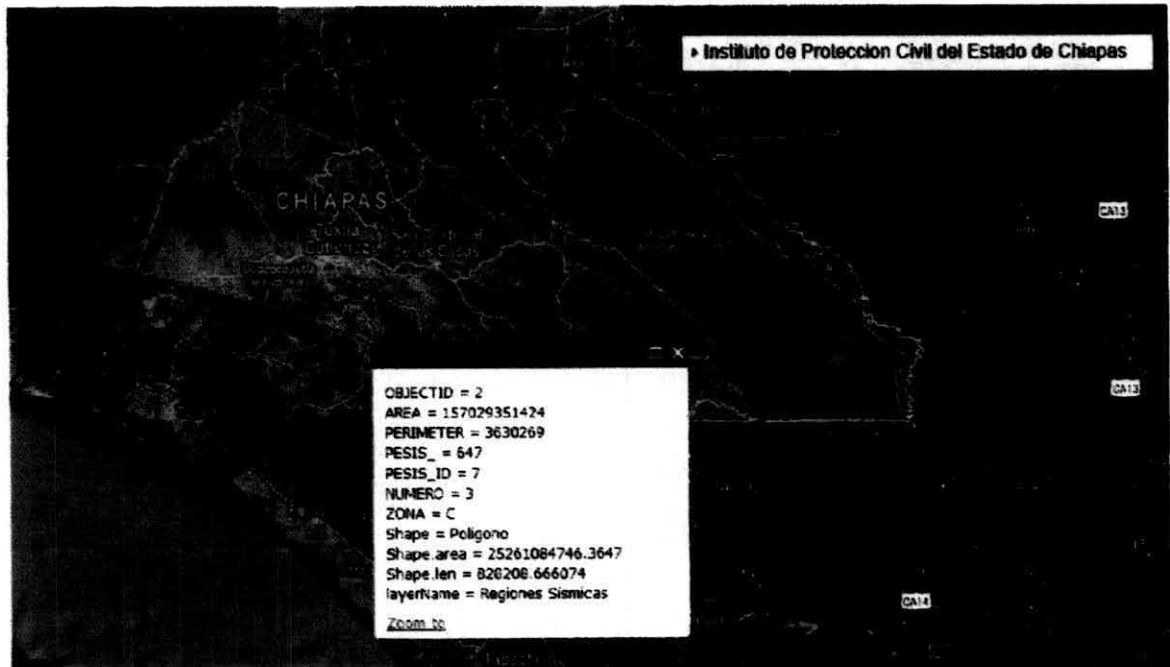 Instituto de Proteccion Civil del Estado de Chiapas
CHIAPAS
CA13
CA13
OBJECTID = 2
AREA = 157029351424
PERIMETER = 3630269
PESIS_ = 647
PESIS_ID = 7
NUMERO = 3
ZONA = C
Shape = Poligono
Shape.area = 25261084746.3647
Shape.len = 828208.666074
layerName = Regiones Sismicas
Zoom to
CA14